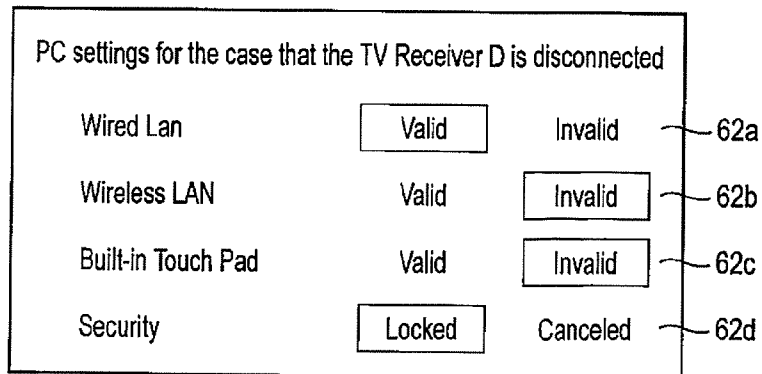 PC settings for the case that the TV Receiver D is disconnected
Wired Lan Valid Invalid 62a
Wireless LAN Valid Invalid 62b
Built-in Touch Pad Valid Invalid 62c
Security Locked Canceled 62d